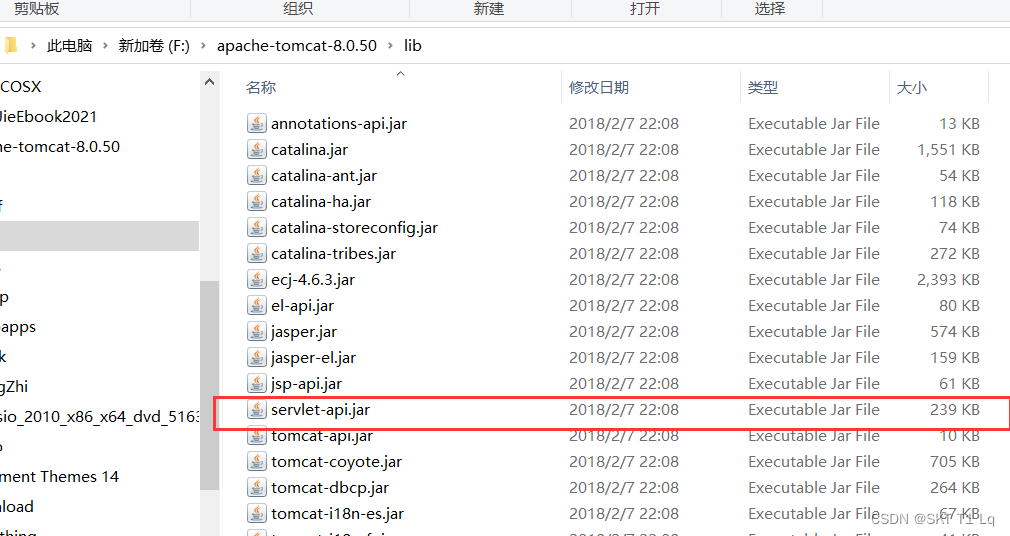 剪贴板 组织 新建 打开 选择
此电脑 新加卷 (F:) apache-tomcat-8.0.50 lib
名称 修改日期 类型 大小
COSX
JieEbook2021
he-tomcat-8.0.50
f
p
apps
k
gZhi
sio_2010_x86_x64_dvd_5163
ment Themes 14
load
annotations-api.jar 2018/2/7 22:08 Executable Jar File 13 KB
catalina.jar 2018/2/7 22:08 Executable Jar File 1,551 KB
catalina-ant.jar 2018/2/7 22:08 Executable Jar File 54 KB
catalina-ha.jar 2018/2/7 22:08 Executable Jar File 118 KB
catalina-storeconfig.jar 2018/2/7 22:08 Executable Jar File 74 KB
catalina-tribes.jar 2018/2/7 22:08 Executable Jar File 272 KB
ecj-4.6.3.jar 2018/2/7 22:08 Executable Jar File 2,393 KB
el-api.jar 2018/2/7 22:08 Executable Jar File 80 KB
jasper.jar 2018/2/7 22:08 Executable Jar File 574 KB
jasper-el.jar 2018/2/7 22:08 Executable Jar File 159 KB
jsp-api.jar 2018/2/7 22:08 Executable Jar File 61 KB
servlet-api.jar 2018/2/7 22:08 Executable Jar File 239 KB
tomcat-api.jar 2018/2/7 22:08 Executable Jar File 10 KB
tomcat-coyote.jar 2018/2/7 22:08 Executable Jar File 705 KB
tomcat-dbcp.jar 2018/2/7 22:08 Executable Jar File 264 KB
tomcat-i18n-es.jar 2018/2/7 22:08 Executable Jar File 67 KB
CSDN @SKT T1 Lq